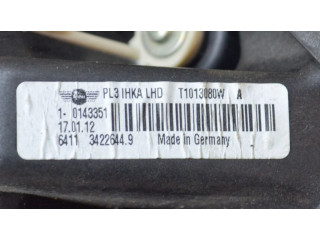 PL3 IHKA LHD T1013080W A
1- 0143351
17.01.12
6411 3422644.9 Made in Germany